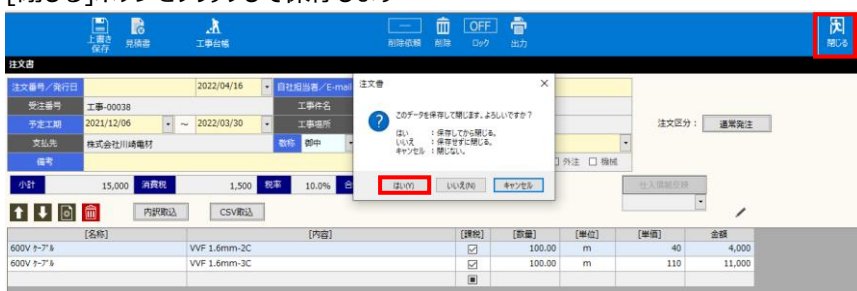 [閉じる]ボタンをクリックして保存します
上書き保存 見積書 工事台帳 削除依頼 削除 OFF ロック 出力 閉じる
注文書
注文番号/発行日 2022/04/16 自社担当者/E-mail
受注番号 工事-00038 工事件名
予定工期 2021/12/06 ~ 2022/03/30 工事場所 注文区分: 通常発注
支払先 株式会社川崎電材 敬称 御中
備考 外注 機械
注文書 ×
このデータを保存して閉じます。よろしいですか?
はい :保存してから閉じる。
いいえ :保存せずに閉じる。
キャンセル :閉じない。
はい(Y) いいえ(N) キャンセル
小計 15,000 消費税 1,500 税率 10.0% 仕入情報反映
内訳取込 CSV取込
[名称] [内容] [課税] [数量] [単位] [単価] 金額
600V ケーブル VVF 1.6mm-2C 100.00 m 40 4,000
600V ケーブル VVF 1.6mm-3C 100.00 m 110 11,000